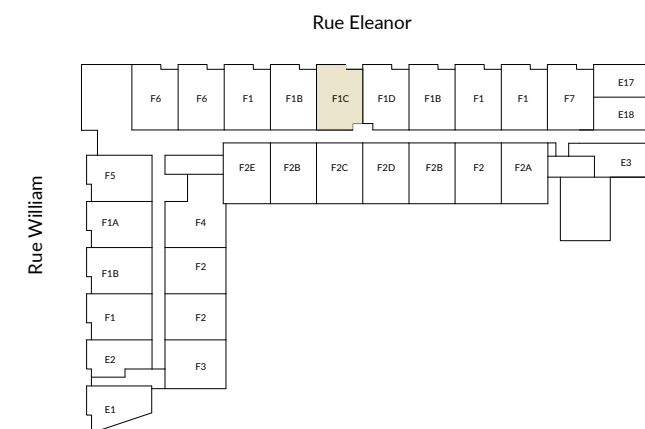 Rue Eleanor
F6 F6 F1 F1B F1C F1D F1B F1 F1 F7 E17
E18
F2E F2B F2C F2D F2B F2 F2A E3
F5
Rue William
F1A F4
F1B F2
F1 F2
E2 F3
E1